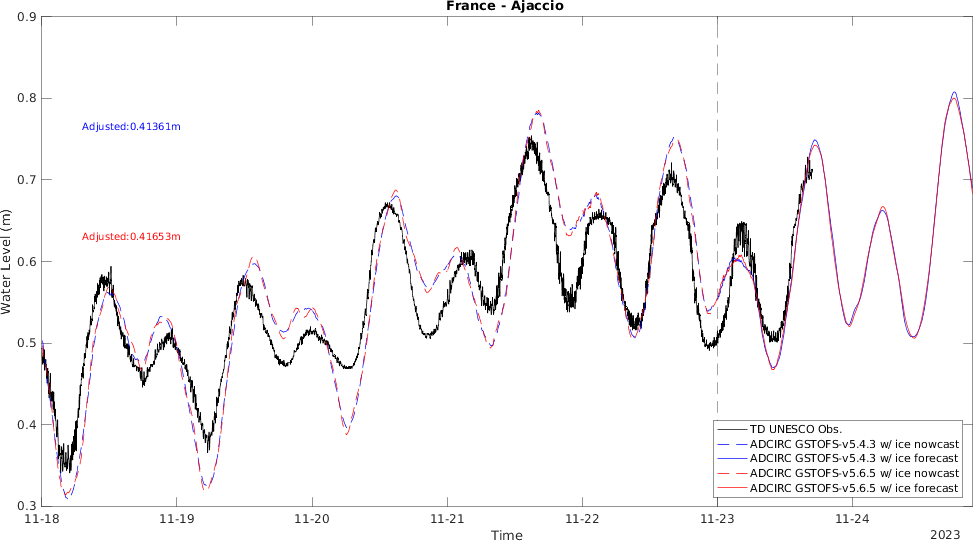 France - Ajaccio
0.9
0.8
0.7
0.6
0.5
0.4
0.3
Water Level (m)
Adjusted:0.41361m
Adjusted:0.41653m
TD UNESCO Obs.
ADCIRC GSTOFS-v5.4.3 w/ ice nowcast
ADCIRC GSTOFS-v5.4.3 w/ ice forecast
ADCIRC GSTOFS-v5.6.5 w/ ice nowcast
ADCIRC GSTOFS-v5.6.5 w/ ice forecast
11-18 11-19 11-20 11-21 11-22 11-23 11-24
Time
2023